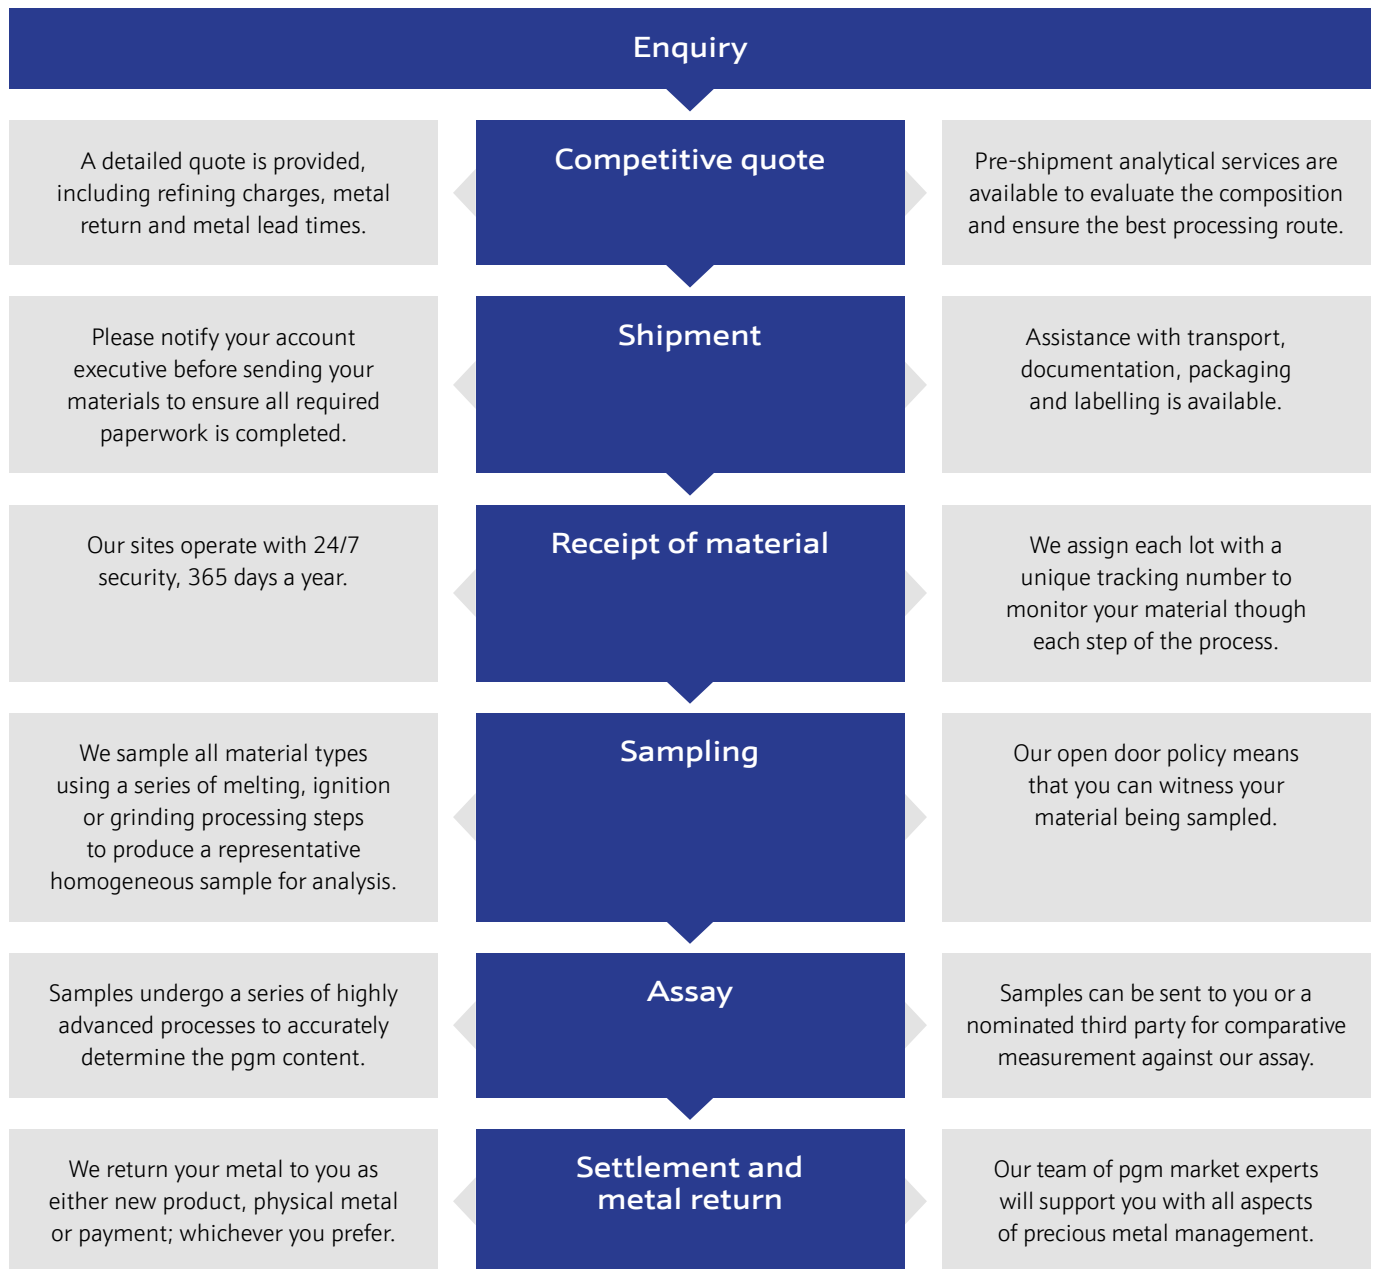 Enquiry
A detailed quote is provided,
including refining charges, metal
return and metal lead times.
Competitive quote
Pre-shipment analytical services are
available to evaluate the composition
and ensure the best processing route.
Please notify your account
executive before sending your
materials to ensure all required
paperwork is completed.
Shipment
Assistance with transport,
documentation, packaging
and labelling is available.
Our sites operate with 24/7
security, 365 days a year.
Receipt of material
We assign each lot with a
unique tracking number to
monitor your material though
each step of the process.
We sample all material types
using a series of melting, ignition
or grinding processing steps
to produce a representative
homogeneous sample for analysis.
Sampling
Our open door policy means
that you can witness your
material being sampled.
Samples undergo a series of highly
advanced processes to accurately
determine the pgm content.
Assay
Samples can be sent to you or a
nominated third party for comparative
measurement against our assay.
We return your metal to you as
either new product, physical metal
or payment; whichever you prefer.
Settlement and
metal return
Our team of pgm market experts
will support you with all aspects
of precious metal management.